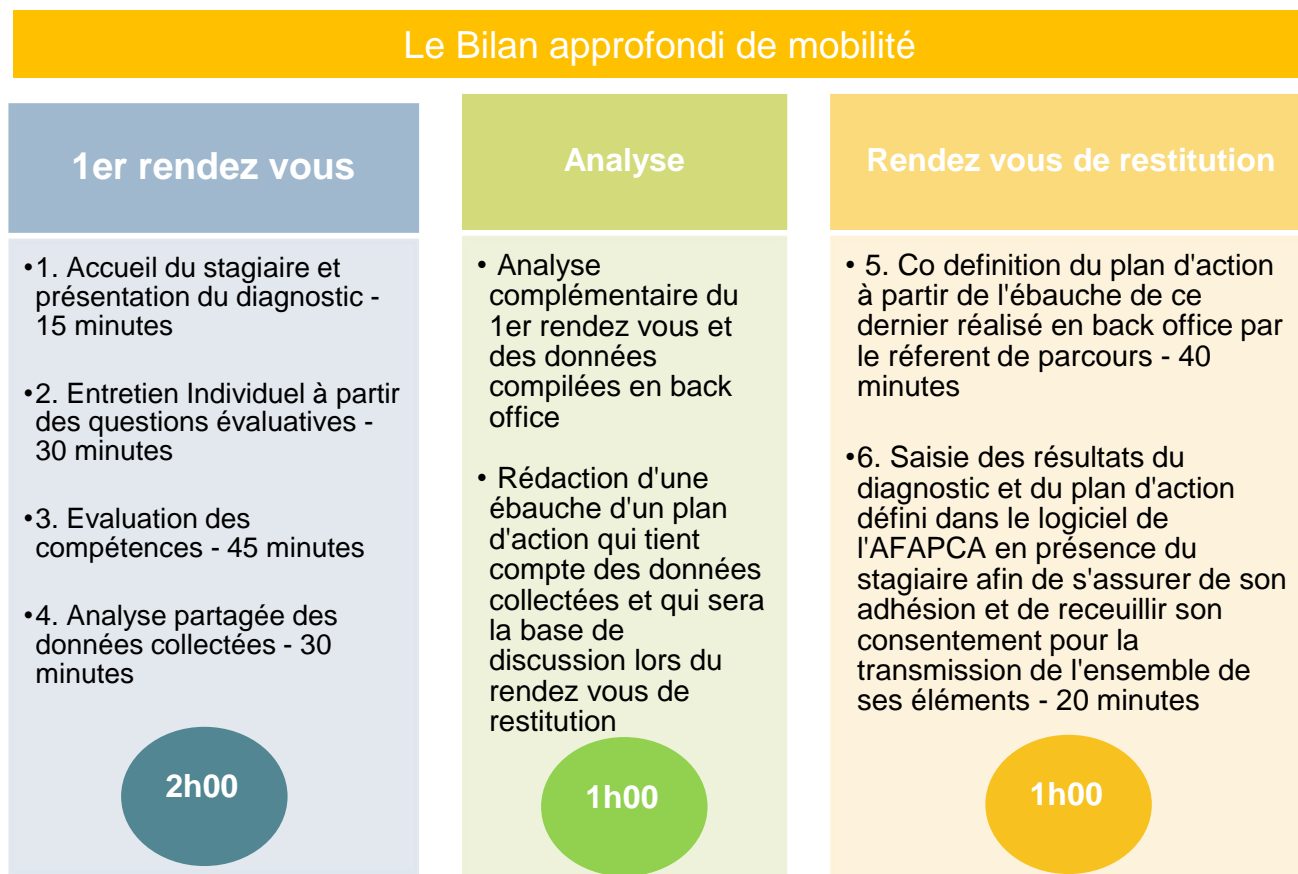 Le Bilan approfondi de mobilité
1er rendez vous
•1. Accueil du stagiaire et
présentation du diagnostic -
15 minutes
•2. Entretien Individuel à partir
des questions évaluatives -
30 minutes
•3. Evaluation des
compétences - 45 minutes
•4. Analyse partagée des
données collectées - 30
minutes
2h00
Analyse
• Analyse
complémentaire du
1er rendez vous et
des données
compilées en back
office
• Rédaction d'une
ébauche d'un plan
d'action qui tient
compte des données
collectées et qui sera
la base de
discussion lors du
rendez vous de
restitution
1h00
Rendez vous de restitution
• 5. Co definition du plan d'action
à partir de l'ébauche de ce
dernier réalisé en back office par
le réferent de parcours - 40
minutes
•6. Saisie des résultats du
diagnostic et du plan d'action
défini dans le logiciel de
l'AFAPCA en présence du
stagiaire afin de s'assurer de son
adhésion et de receuillir son
consentement pour la
transmission de l'ensemble de
ses éléments - 20 minutes
1h00